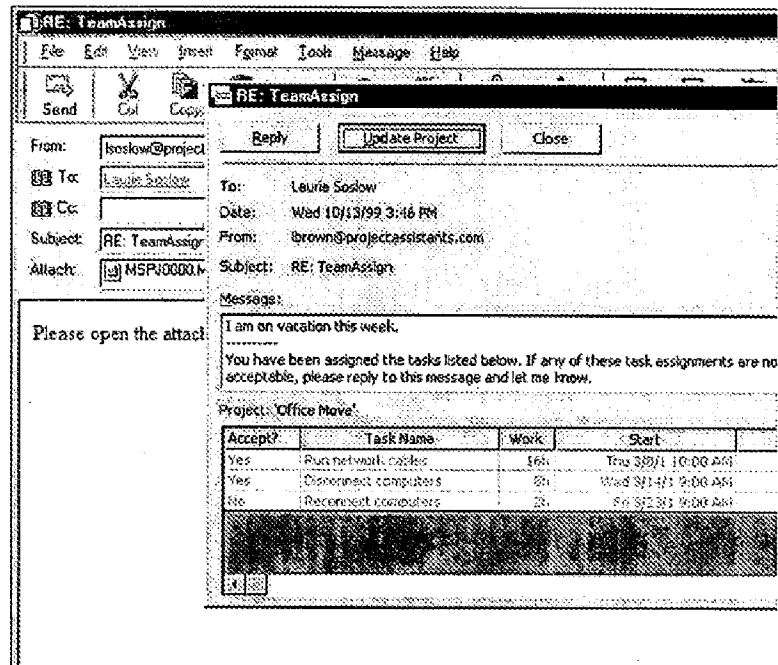 RE: TeamAssign
File Edit View Insert Format Tools Message Help
Send Cut Copy
From: lsoslow@project
To: Laurie Soslow
Cc:
Subject: RE: TeamAssign
Attach: MSPJ0000.M
Please open the attacl
RE: TeamAssign
Reply Update Project Close
To: Laurie Soslow
Date: Wed 10/13/99 3:46 PM
From: lbrown@projectassistants.com
Subject: RE: TeamAssign
Message:
I am on vacation this week.
----------
You have been assigned the tasks listed below. If any of these task assignments are no
acceptable, please reply to this message and let me know.
Project: 'Office Move'
Accept? Task Name Work Start
Yes Run network cables 16h Thu 3/8/1 10:00 AM
Yes Disconnect computers 8h Wed 3/14/1 9:00 AM
No Reconnect computers Fri 3/23/1 9:00 AM